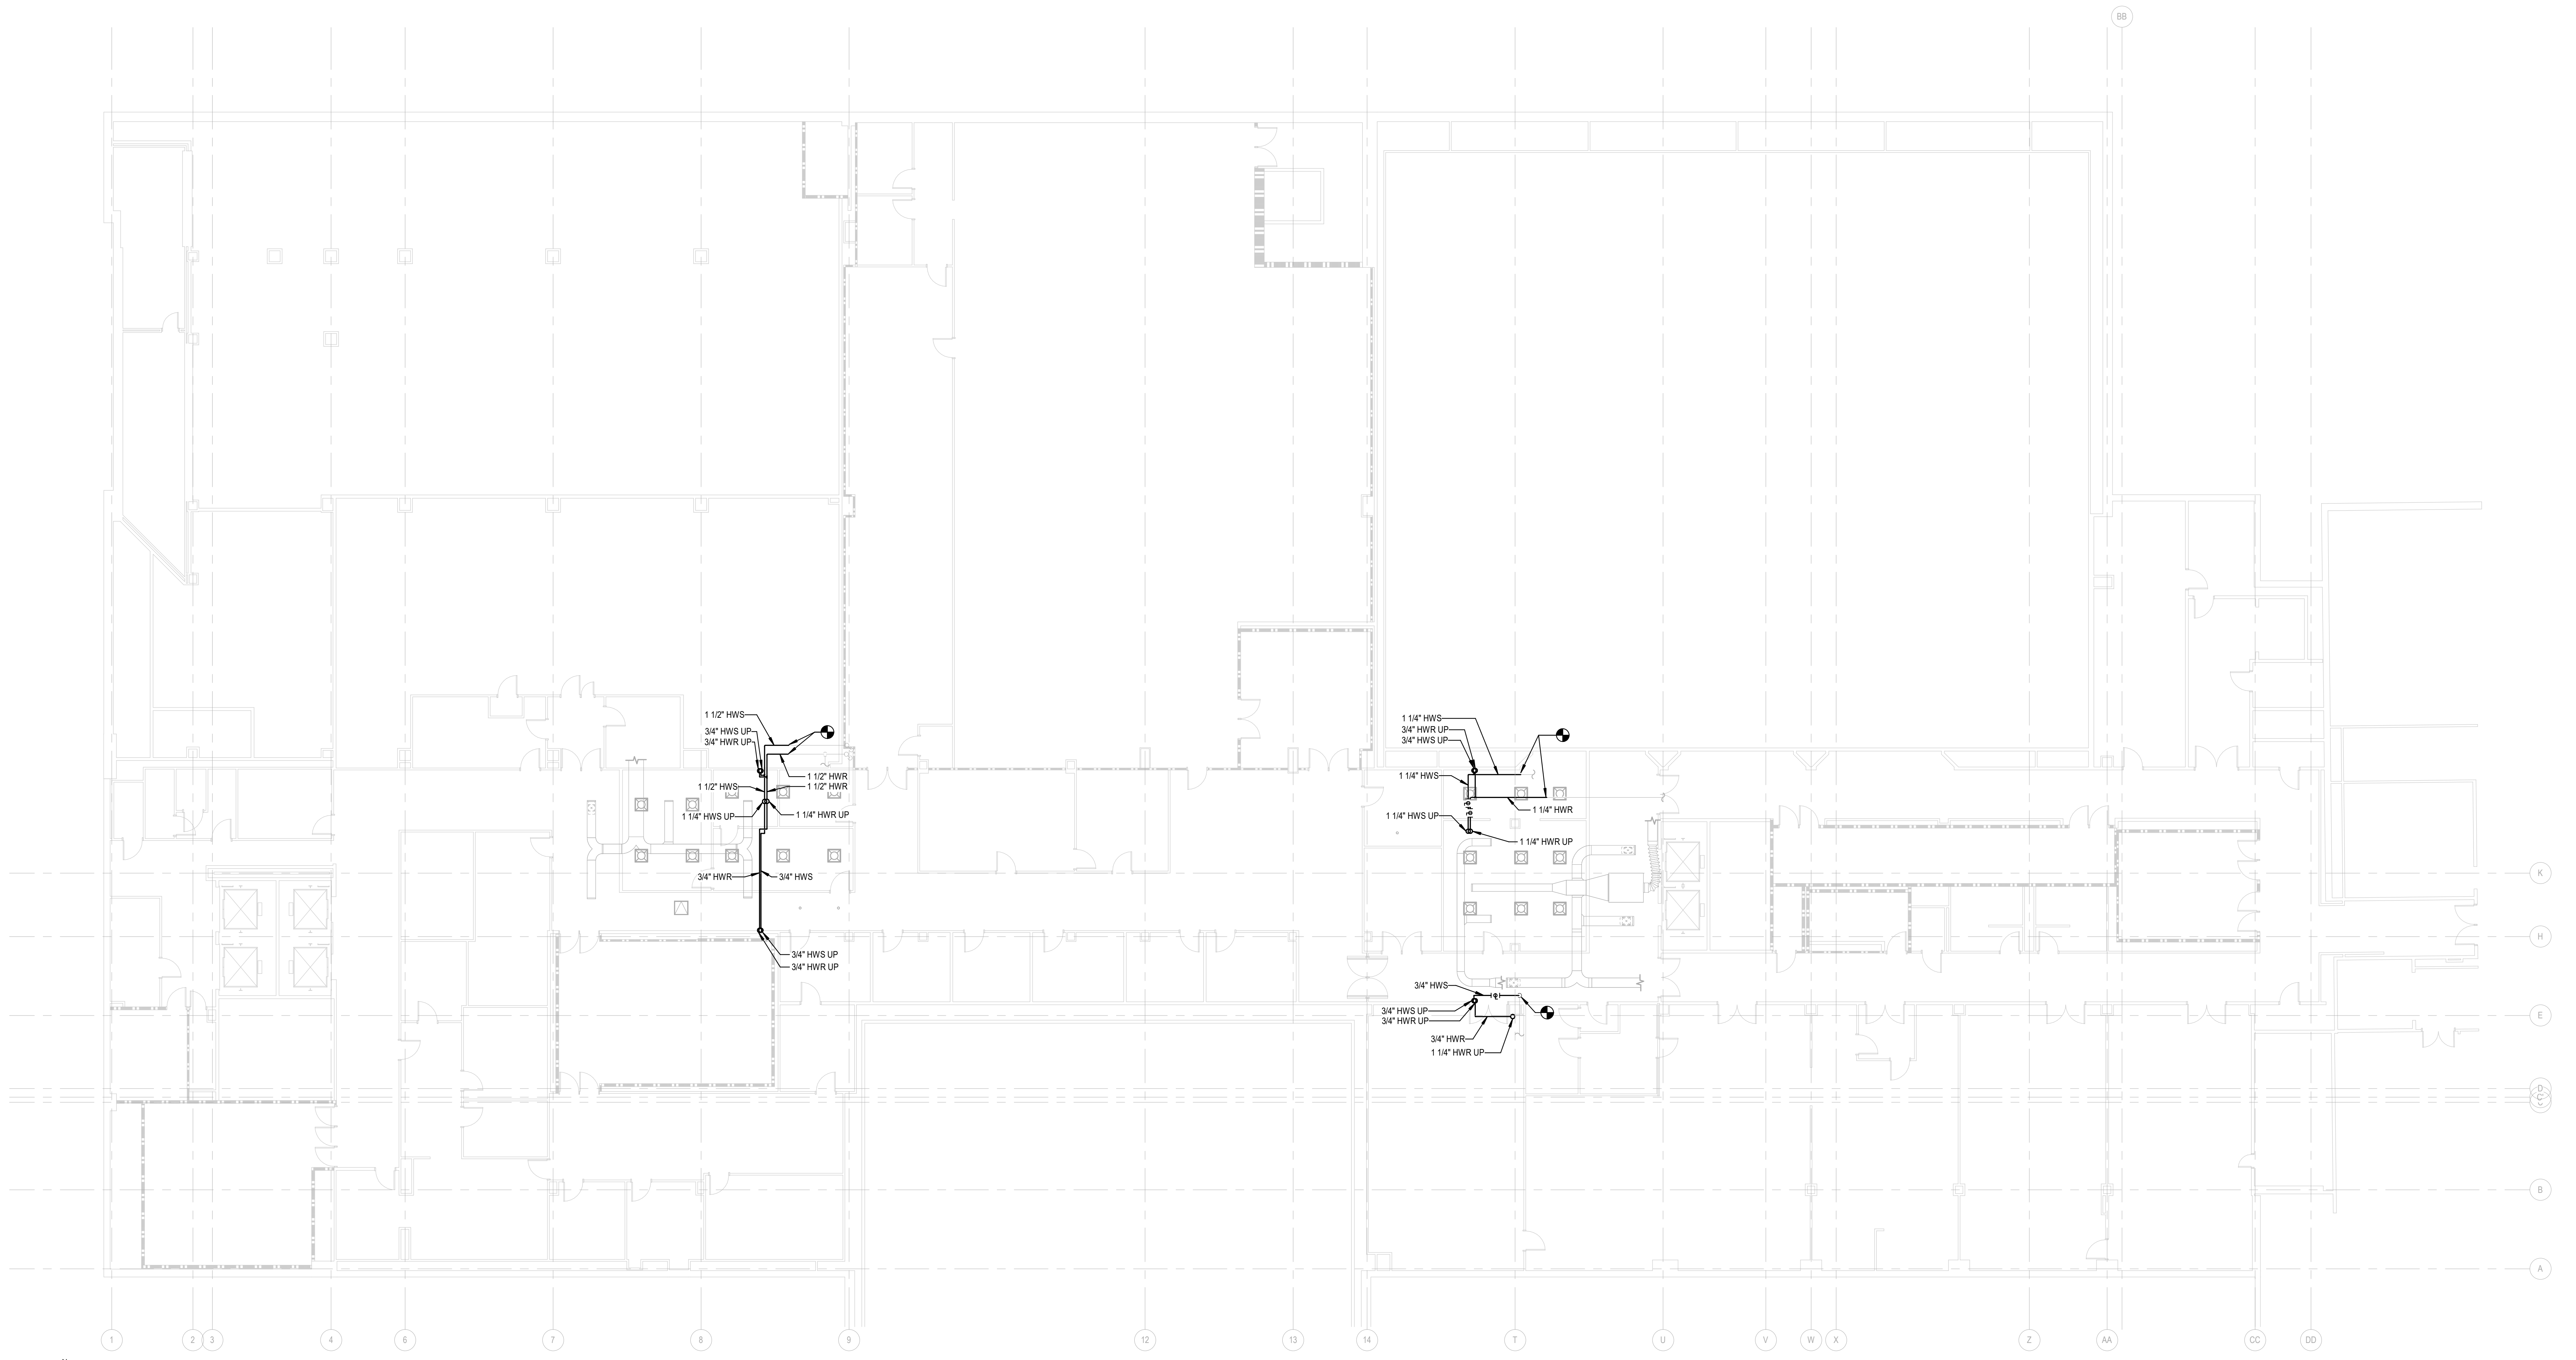 BB
1 1/2" HWS
3/4" HWS UP
3/4" HWR UP
1 1/2" HWR
1 1/2" HWS
1 1/2" HWR
1 1/4" HWS UP
1 1/4" HWR UP
3/4" HWR
3/4" HWS
3/4" HWS UP
3/4" HWR UP
1 1/4" HWS
3/4" HWR UP
3/4" HWS UP
1 1/4" HWS
1 1/4" HWR
1 1/4" HWS UP
1 1/4" HWR UP
3/4" HWS
3/4" HWS UP
3/4" HWR UP
3/4" HWR
1 1/4" HWR UP
K
H
E
D
C
B
A
1
2
3
4
6
7
8
9
12
13
14
T
U
V
W
X
Z
AA
CC
DD